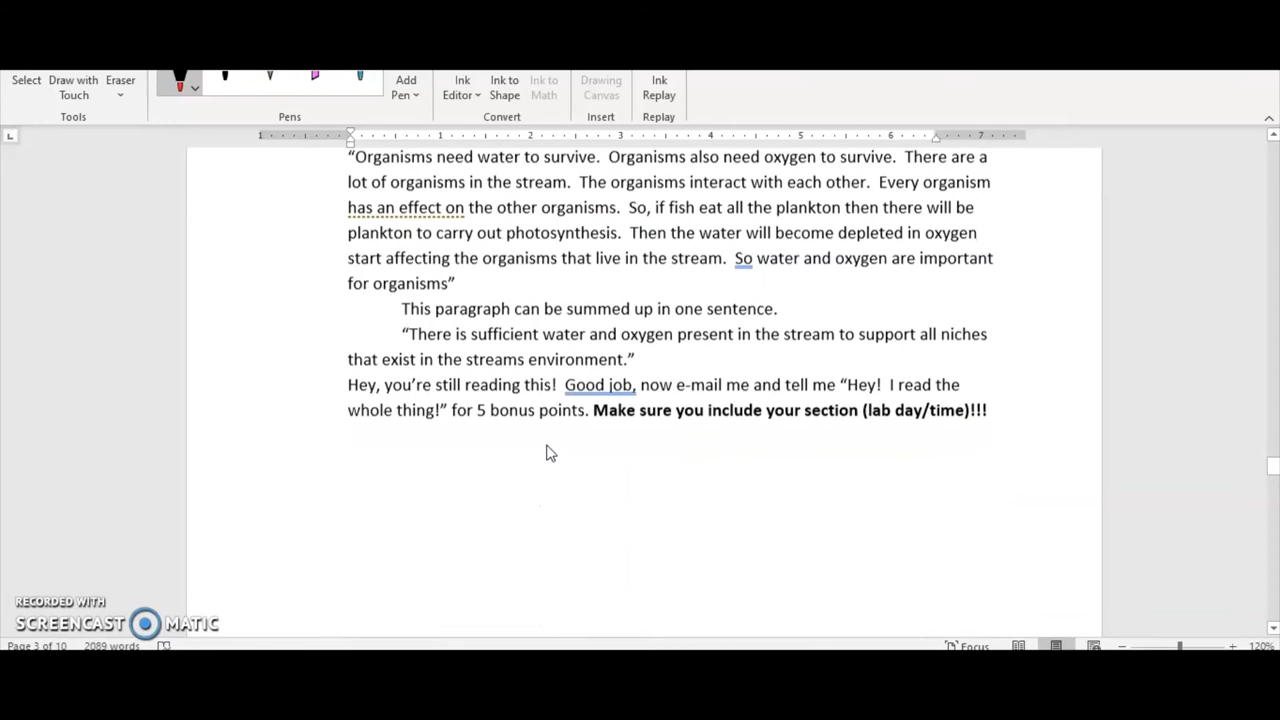 Select
Draw with
Touch
Eraser
Add
Pen
Ink
Editor
Ink to
Shape
Ink to
Math
Drawing
Canvas
Ink
Replay
Tools
Pens
Convert
Insert
Replay
L
1 1 2 3 4 5 6 7
“Organisms need water to survive.  Organisms also need oxygen to survive.  There are a
lot of organisms in the stream.  The organisms interact with each other.  Every organism
has an effect on the other organisms.  So, if fish eat all the plankton then there will be
plankton to carry out photosynthesis.  Then the water will become depleted in oxygen
start affecting the organisms that live in the stream.  So water and oxygen are important
for organisms”
This paragraph can be summed up in one sentence.
“There is sufficient water and oxygen present in the stream to support all niches
that exist in the streams environment.”
Hey, you’re still reading this!  Good job, now e-mail me and tell me “Hey!  I read the
whole thing!” for 5 bonus points. Make sure you include your section (lab day/time)!!!
RECORDED WITH
SCREENCAST MATIC
Page 3 of 10 2089 words Focus 120%